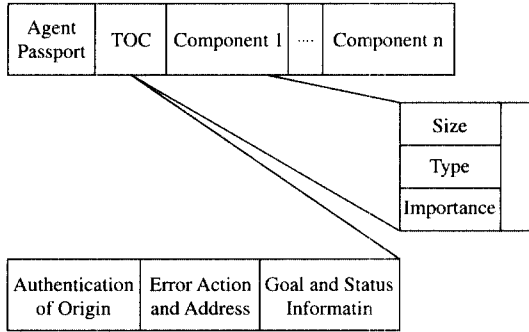 Agent Passport
TOC
Component 1
....
Component n
Size
Type
Importance
Authentication of Origin
Error Action and Address
Goal and Status Informatin